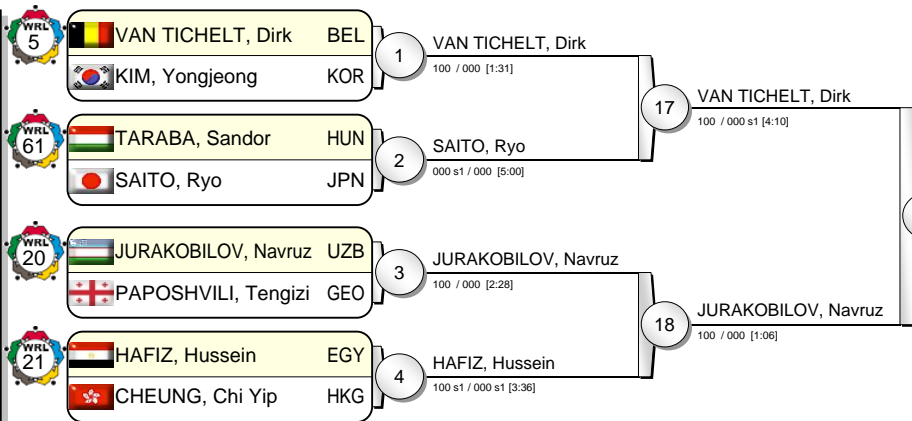 WRL
5
VAN TICHELT, Dirk BEL
KIM, Yongjeong KOR
1
VAN TICHELT, Dirk
100 / 000 [1:31]
WRL
61
TARABA, Sandor HUN
SAITO, Ryo JPN
2
SAITO, Ryo
000 s1 / 000 [5:00]
17
VAN TICHELT, Dirk
100 / 000 s1 [4:10]
WRL
20
JURAKOBILOV, Navruz UZB
PAPOSHVILI, Tengizi GEO
3
JURAKOBILOV, Navruz
100 / 000 [2:28]
WRL
21
HAFIZ, Hussein EGY
CHEUNG, Chi Yip HKG
4
HAFIZ, Hussein
100 s1 / 000 s1 [3:36]
18
JURAKOBILOV, Navruz
100 / 000 [1:06]